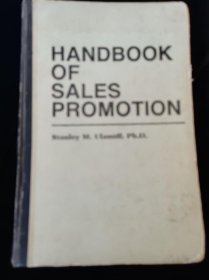 HANDBOOK
OF
SALES
PROMOTION
Stanley M. Ulanoff, Ph.D.